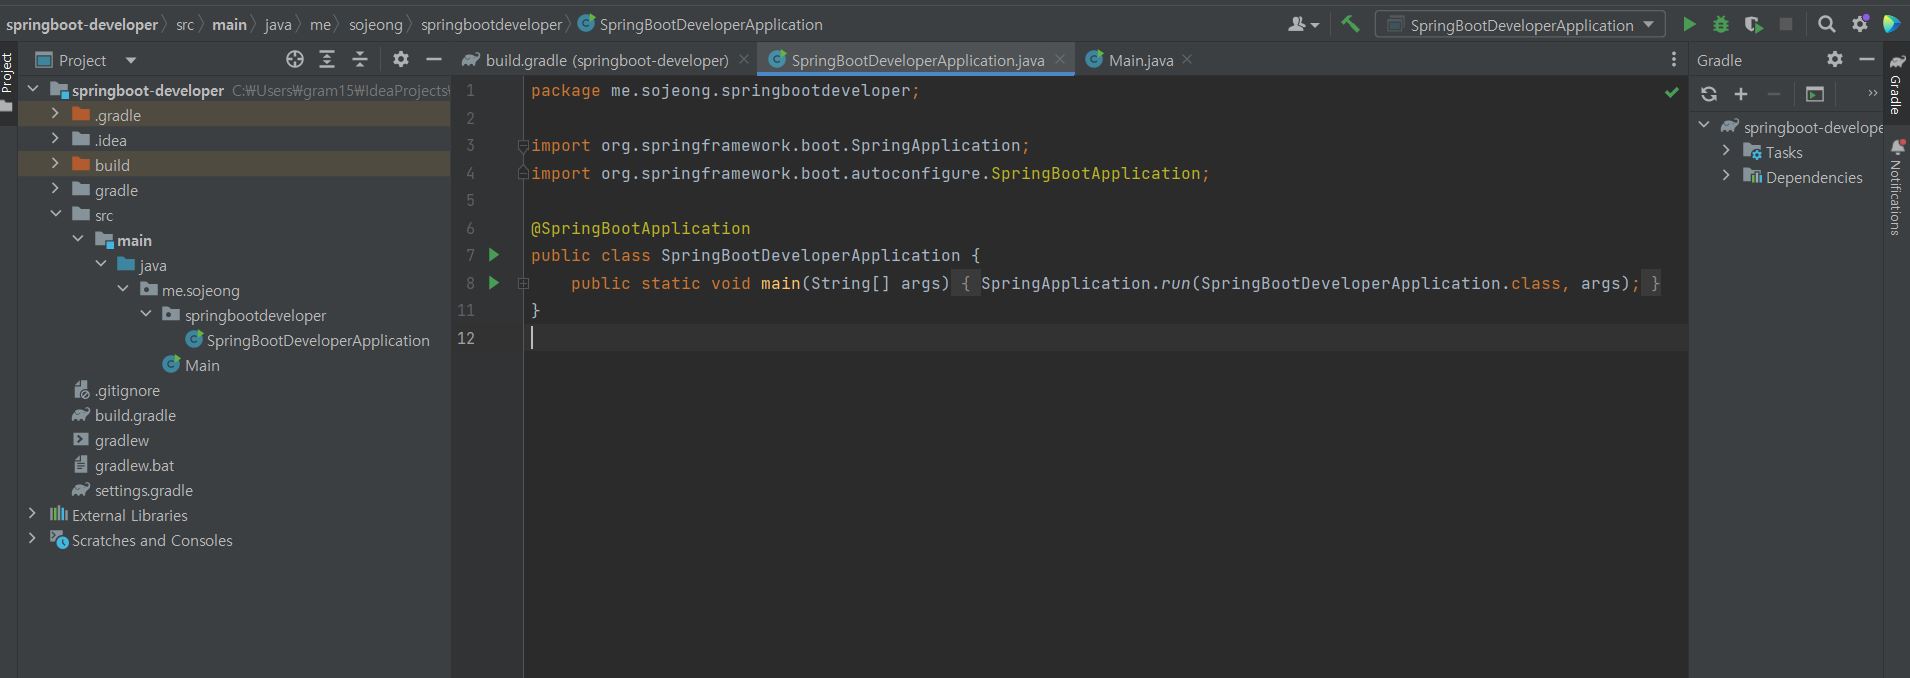 springboot-developer src main java me sojeong springbootdeveloper SpringBootDeveloperApplication
SpringBootDeveloperApplication
Project
Project
build.gradle (springboot-developer)
SpringBootDeveloperApplication.java
Main.java
Gradle
springboot-developer C:₩Users₩gram15₩IdeaProjects₩
.gradle
.idea
build
gradle
src
main
java
me.sojeong
springbootdeveloper
SpringBootDeveloperApplication
Main
.gitignore
build.gradle
gradlew
gradlew.bat
settings.gradle
External Libraries
Scratches and Consoles
1 package me.sojeong.springbootdeveloper;
2
3 import org.springframework.boot.SpringApplication;
4 import org.springframework.boot.autoconfigure.SpringBootApplication;
5
6 @SpringBootApplication
7 public class SpringBootDeveloperApplication {
8 public static void main(String[] args) { SpringApplication.run(SpringBootDeveloperApplication.class, args); }
11 }
12
springboot-develope
Tasks
Dependencies
Gradle
Notifications